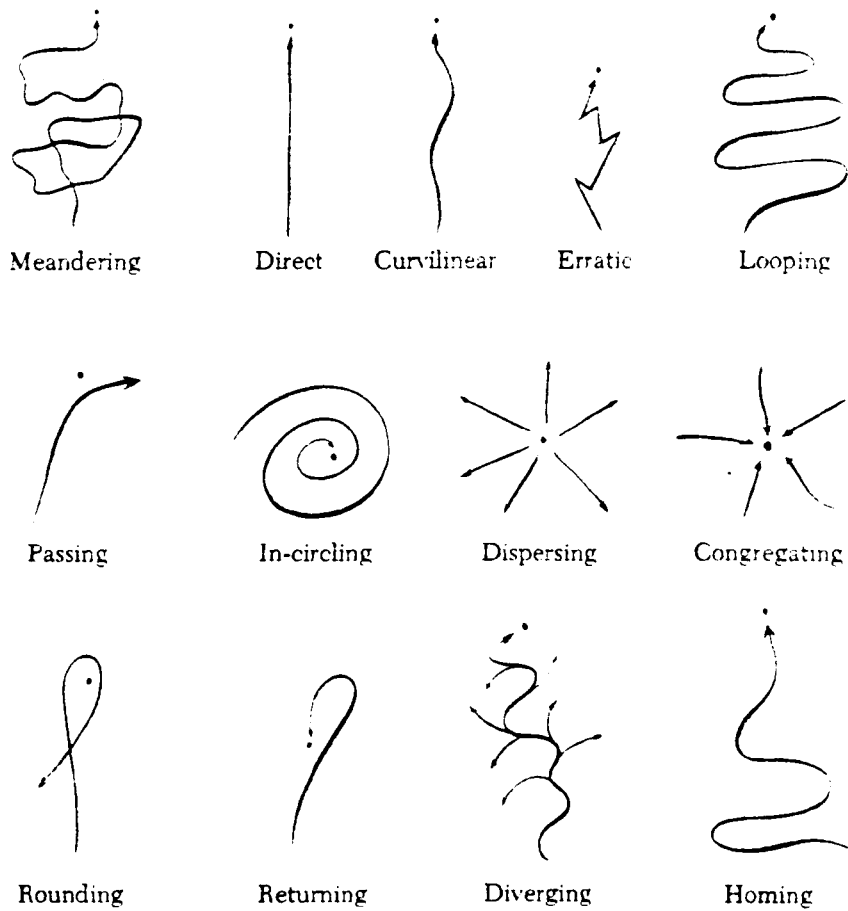 Meandering Direct Curvilinear Erratic Looping
Passing In-circling Dispersing Congregating
Rounding Returning Diverging Homing